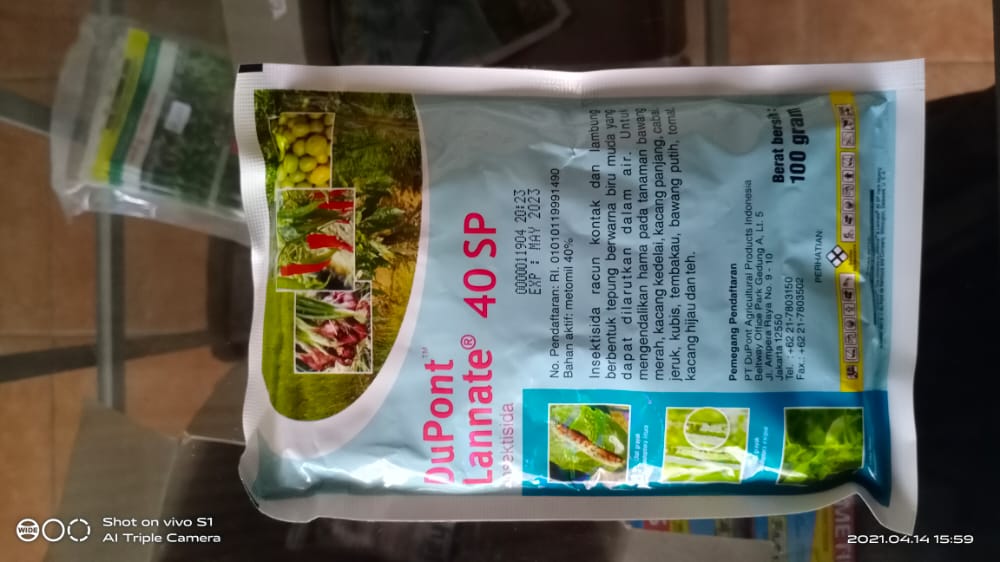 Shot on vivo S1
AI Triple Camera
DuPont™
Lannate® 40 SP
insektisida
0000011904 20:23
EXP : MAY 2023
No. Pendaftaran: RI. 01010119991490
Bahan aktif: metomil 40%
Insektisida racun kontak dan lambung
berbentuk tepung berwarna biru muda yang
dapat dilarutkan dalam air. Untuk
mengendalikan hama pada tanaman bawang
merah, kacang kedelai, kacang panjang, cabai,
jeruk, kubis, tembakau, bawang putih, tomat,
kacang hijau dan teh.
Ulat grayak
grayak
Pemegang Pendaftaran
PT DuPont Agricultural Products Indonesia
Beltway Office Park Gedung A, Lt. 5
Jl. Ampera Raya No. 9 - 10
Jakarta 12550
Tel. :+62 21-7803150
Fax.: +62 21-7803502
Berat bersih:
100 gram
PERHATIAN
2021.04.14 15:59